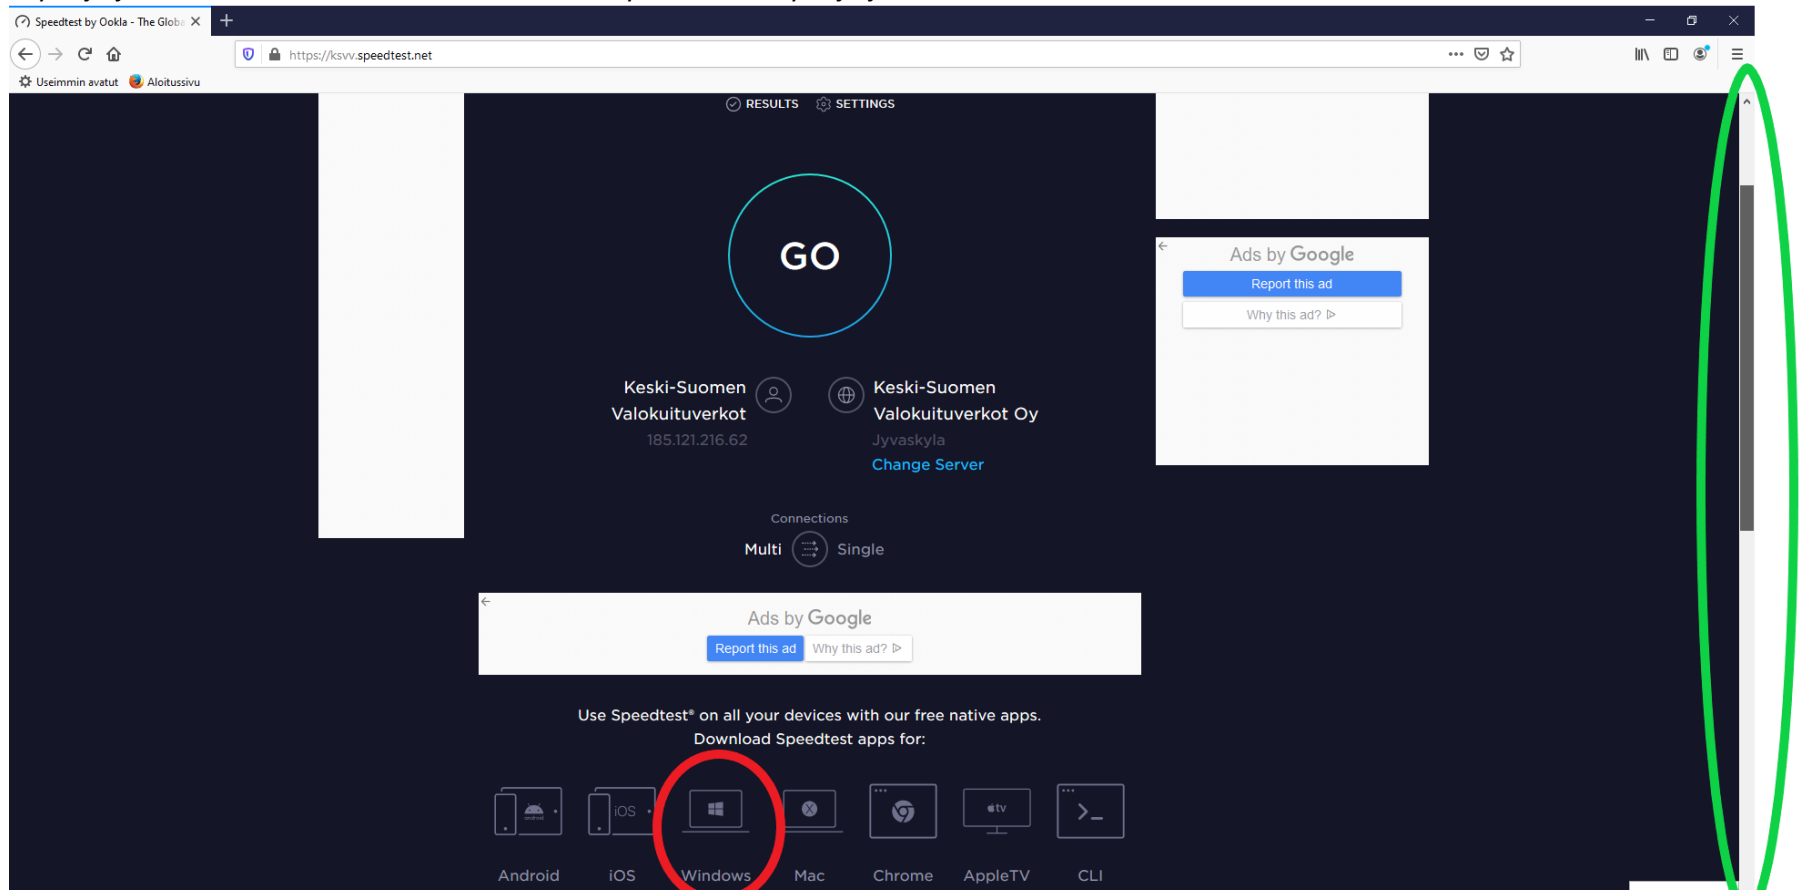 Speedtest by Ookla - The Globa
https://ksvv.speedtest.net
Useimmin avatut
Aloitussivu
RESULTS SETTINGS
GO
Ads by Google
Report this ad
Why this ad?
Keski-Suomen
Valokuituverkot
185.121.216.62
Keski-Suomen
Valokuituverkot Oy
Jyvaskyla
Change Server
Connections
Multi Single
Ads by Google
Report this ad Why this ad?
Use Speedtest® on all your devices with our free native apps.
Download Speedtest apps for:
android iOS tv >_
Android iOS Windows Mac Chrome AppleTV CLI